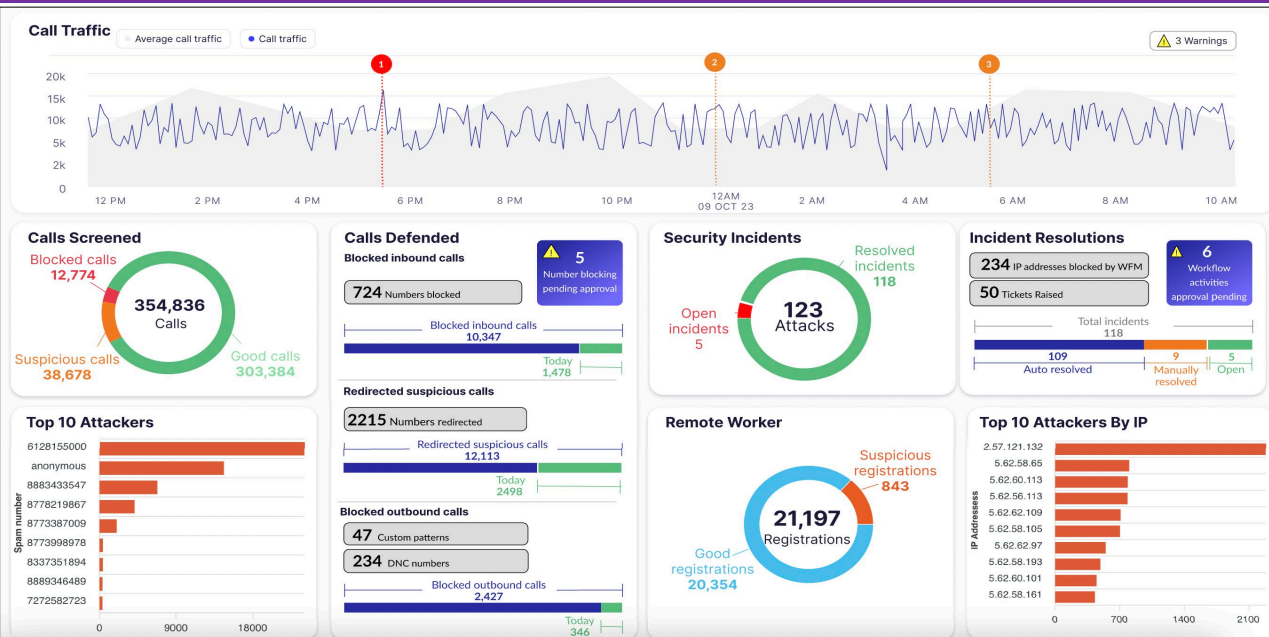 Call Traffic
Average call traffic
Call traffic
3 Warnings
1
2
3
20k
15k
10k
5k
2k
0
12 PM
2 PM
4 PM
6 PM
8 PM
10 PM
12AM
09 OCT 23
2 AM
4 AM
6 AM
8 AM
10 AM
Calls Screened
Blocked calls
12,774
354,836
Calls
Suspicious calls
38,678
Good calls
303,384
Calls Defended
Blocked inbound calls
724 Numbers blocked
5
Number blocking
pending approval
Blocked inbound calls
10,347
Today
1,478
Redirected suspicious calls
2215 Numbers redirected
Redirected suspicious calls
12,113
Today
2498
Blocked outbound calls
47 Custom patterns
234 DNC numbers
Blocked outbound calls
2,427
Today
346
Security Incidents
Resolved
incidents
118
123
Attacks
Open
incidents
5
Incident Resolutions
234 IP addresses blocked by WFM
50 Tickets Raised
6
Workflow
activities
approval pending
Total incidents
118
109
Auto resolved
9
Manually
resolved
5
Open
Top 10 Attackers
Spam number
6128155000
anonymous
8883433547
8778219867
8773387009
8773998978
8337351894
8889346489
7272582723
0
9000
18000
Remote Worker
Suspicious
registrations
843
21,197
Registrations
Good
registrations
20,354
Top 10 Attackers By IP
IP Addressess
2.57.121.132
5.62.58.65
5.62.60.113
5.62.56.113
5.62.62.109
5.62.58.105
5.62.62.97
5.62.58.193
5.62.60.101
5.62.58.161
0
700
1400
2100